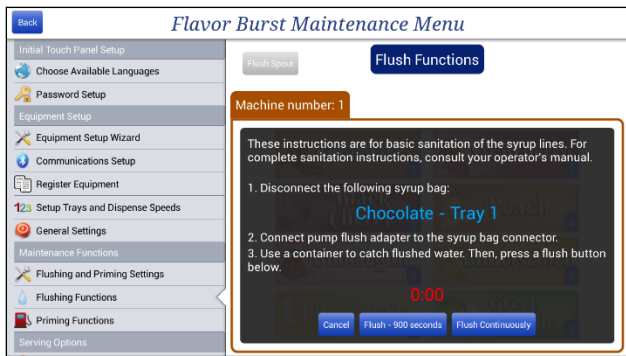 Back
Flavor Burst Maintenance Menu
Initial Touch Panel Setup
Choose Available Languages
Password Setup
Equipment Setup
Equipment Setup Wizard
Communications Setup
Register Equipment
123 Setup Trays and Dispense Speeds
General Settings
Maintenance Functions
Flushing and Priming Settings
Flushing Functions
Priming Functions
Serving Options
Flush Spout
Flush Functions
Machine number: 1
These instructions are for basic sanitation of the syrup lines. For
complete sanitation instructions, consult your operator's manual.
1. Disconnect the following syrup bag:
Chocolate - Tray 1
2. Connect pump flush adapter to the syrup bag connector.
3. Use a container to catch flushed water. Then, press a flush button
below.
0:00
Cancel
Flush - 900 seconds
Flush Continuously
Black
Cherry
Green